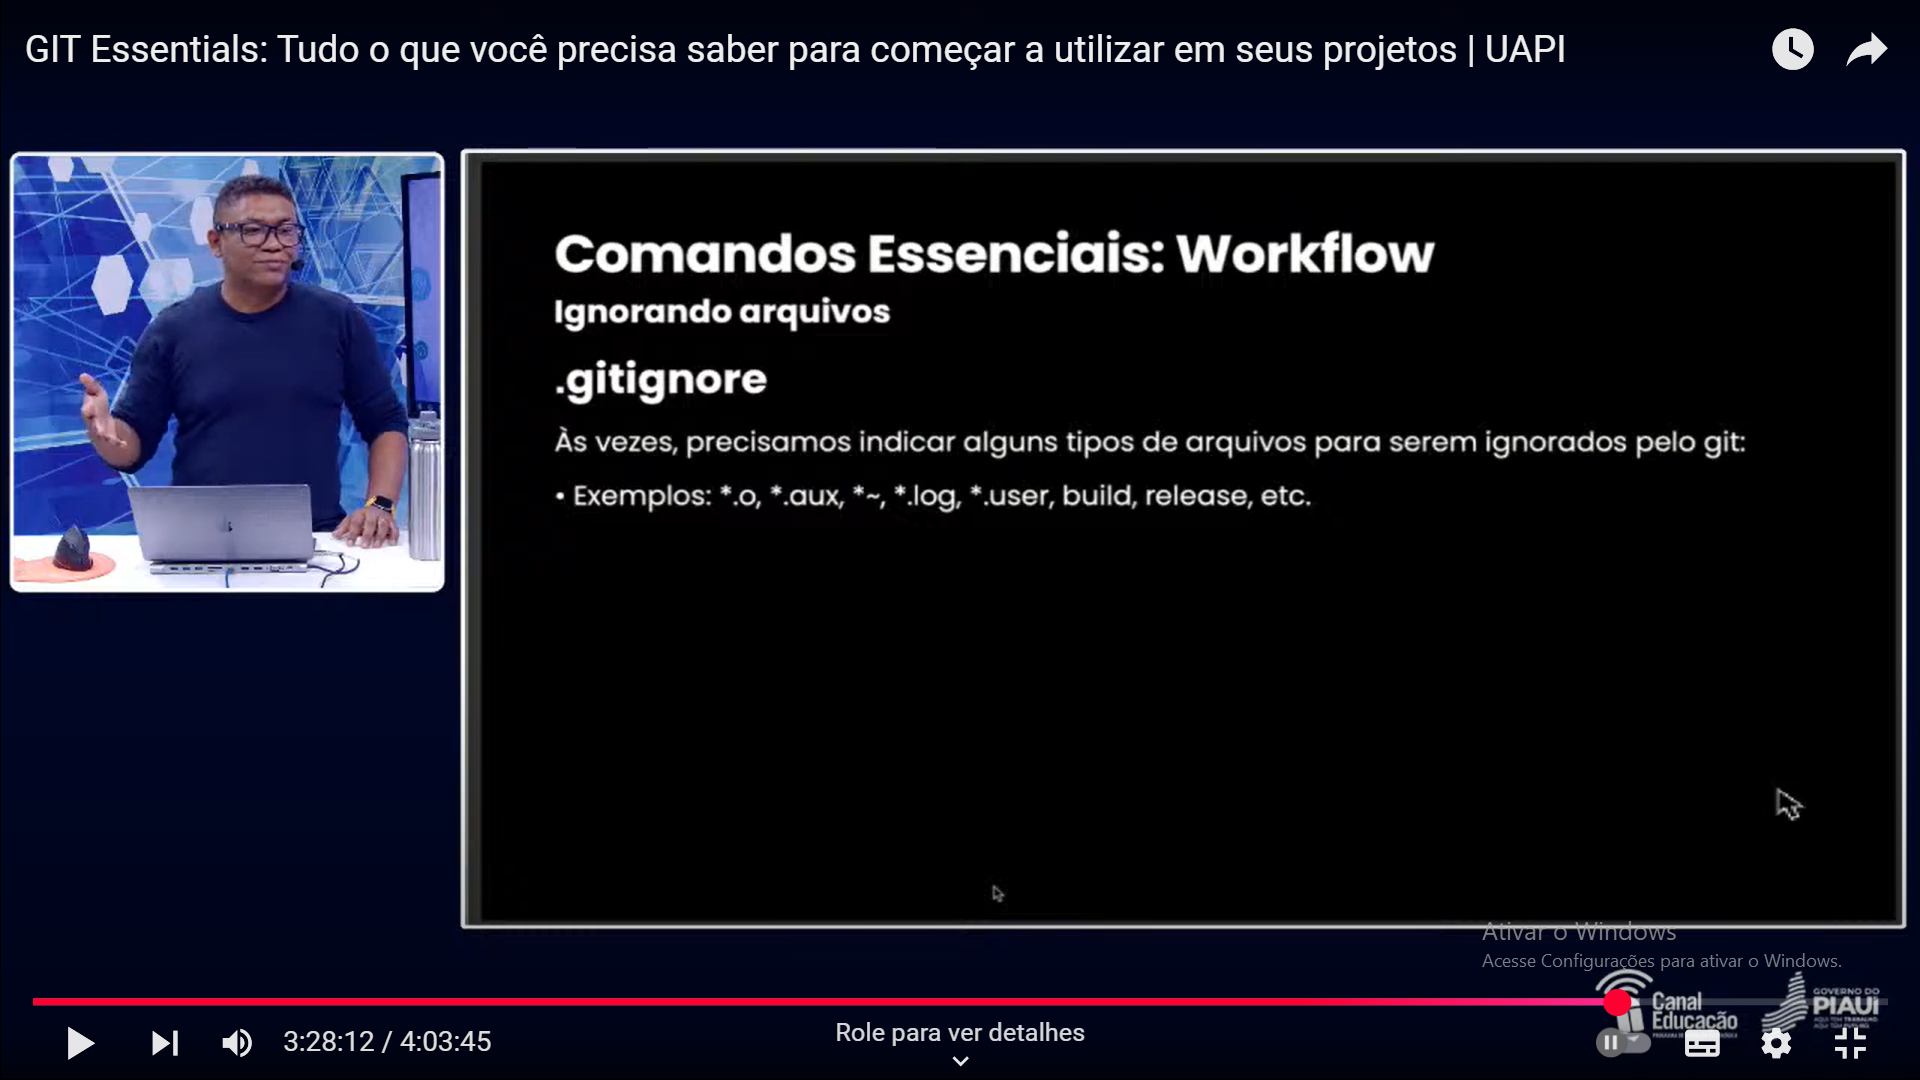 GIT Essentials: Tudo o que você precisa saber para começar a utilizar em seus projetos | UAPI
Comandos Essenciais: Workflow
Ignorando arquivos
.gitignore
Às vezes, precisamos indicar alguns tipos de arquivos para serem ignorados pelo git:
• Exemplos: *.o, *.aux, *~, *.log, *.user, build, release, etc.
Ativar o Windows
Acesse Configurações para ativar o Windows.
Canal
Educação
GOVERNO DO
PIAUÍ
3:28:12 / 4:03:45
Role para ver detalhes